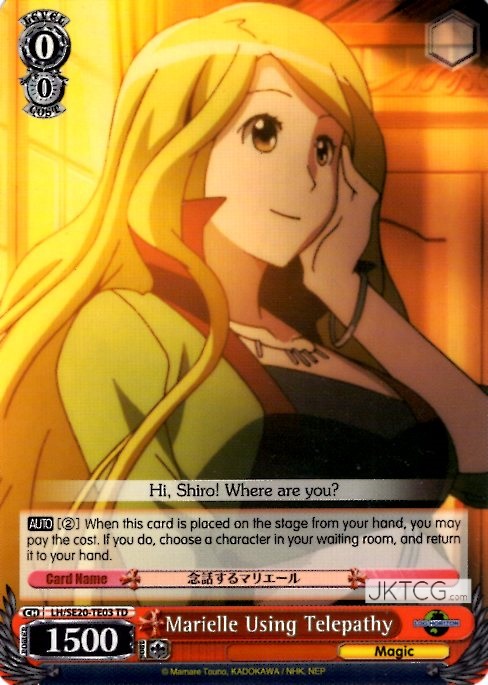 LEVEL
0
0
COST
Hi, Shiro! Where are you?
AUTO [②] When this card is placed on the stage from your hand, you may
pay the cost. If you do, choose a character in your waiting room, and return
it to your hand.
Card Name 念話するマリエール
JKTCG.com
CH LH/SE20-TE03 TD
POWER 1500
Marielle Using Telepathy
Magic
© Mamare Touno, KADOKAWA / NHK, NEP